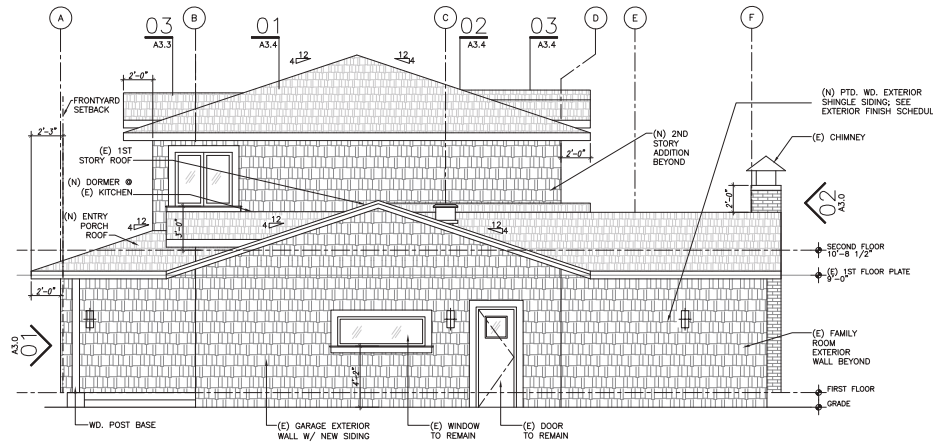 A
03
A3.3
B
01
A3.4
C
02
A3.4
03
A3.4
D
E
F
4
12
4
12
2'-0"
FRONTYARD
SETBACK
2'-3"
(E) 1ST
STORY ROOF
(N) DORMER @
(E) KITCHEN
(N) ENTRY
PORCH
ROOF
4
12
4
12
4
12
3'-0"
(N) 2ND
STORY
ADDITION
BEYOND
2'-0"
(N) PTD. WD. EXTERIOR
SHINGLE SIDING; SEE
EXTERIOR FINISH SCHEDUL
(E) CHIMNEY
2'-0"
02
A3.0
SECOND FLOOR
10'-8 1/2"
(E) 1ST FLOOR PLATE
9'-0"
2'-0"
01
A3.0
4'-2"
(E) FAMILY
ROOM
EXTERIOR
WALL BEYOND
FIRST FLOOR
GRADE
WD. POST BASE
(E) GARAGE EXTERIOR
WALL W/ NEW SIDING
(E) WINDOW
TO REMAIN
(E) DOOR
TO REMAIN